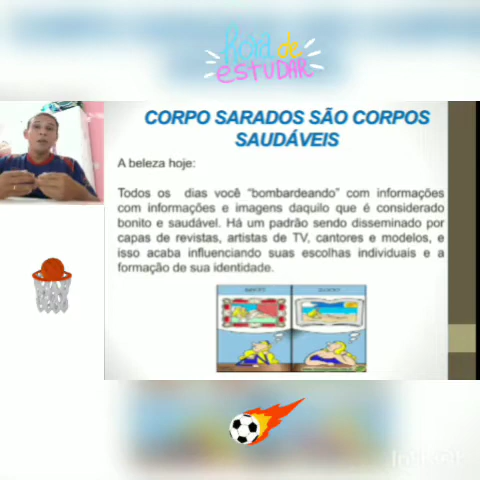 Hora de
ESTUDAR
CORPO SARADOS SÃO CORPOS
SAUDÁVEIS
A beleza hoje:
Todos os dias você "bombardeando" com informações
com informações e imagens daquilo que é considerado
bonito e saudável. Há um padrão sendo disseminado por
capas de revistas, artistas de TV, cantores e modelos, e
isso acaba influenciando suas escolhas individuais e a
formação de sua identidade.